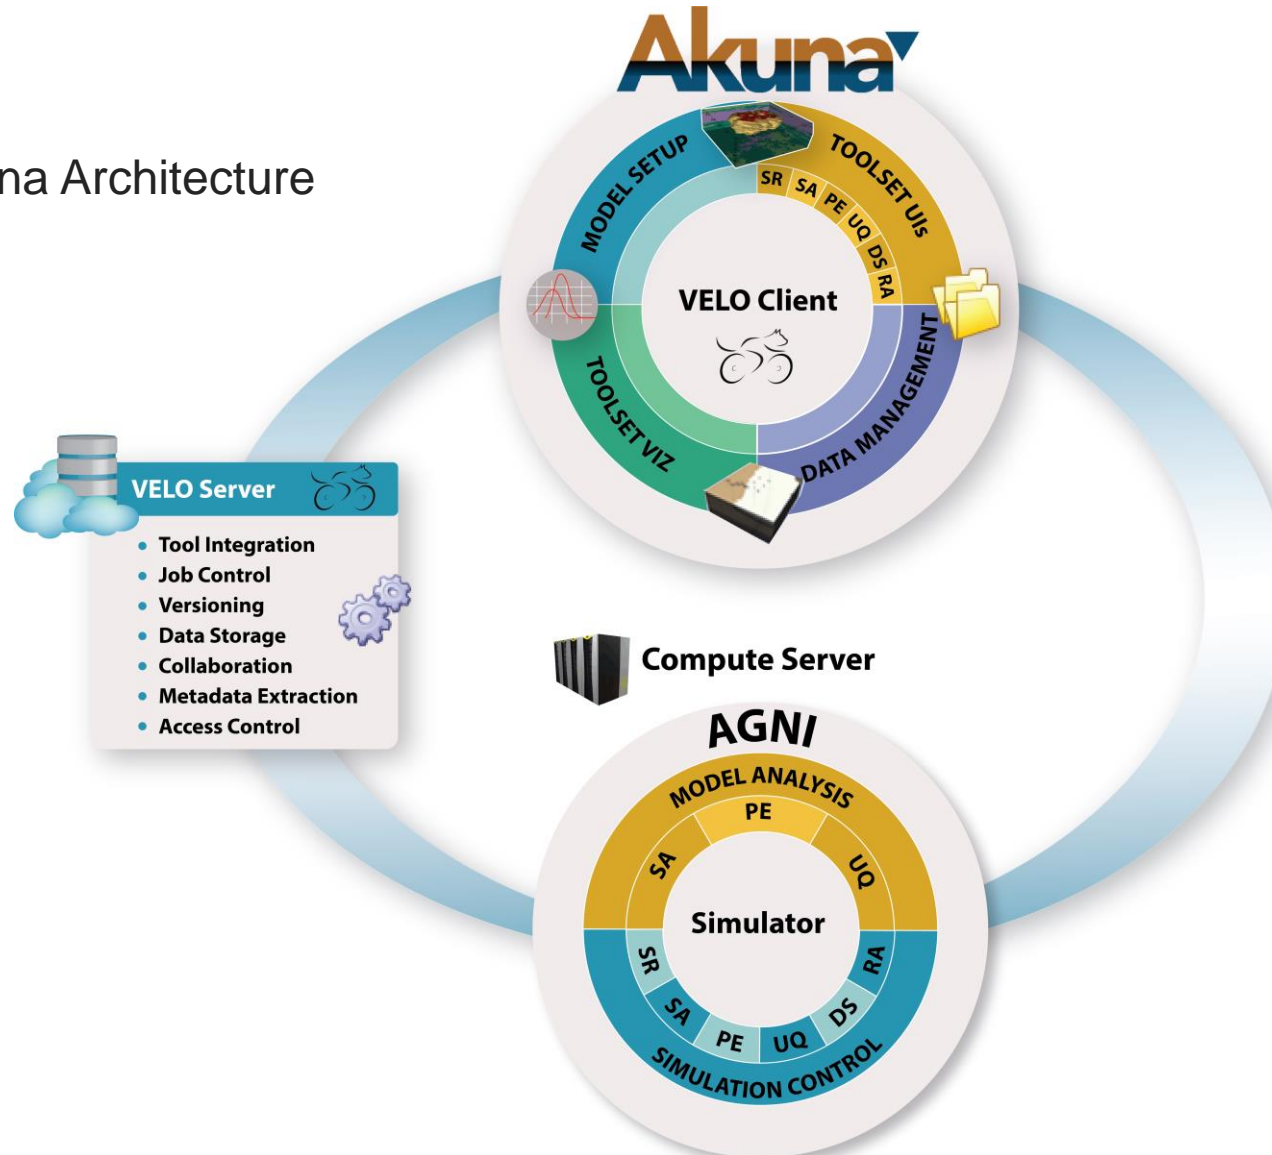 Akuna
na Architecture
MODEL SETUP
TOOLSET UIs
SR
SA
PE
UQ
DS
RA
VELO Client
TOOLSET VIZ
DATA MANAGEMENT
VELO Server
Tool Integration
Job Control
Versioning
Data Storage
Collaboration
Metadata Extraction
Access Control
Compute Server
AGNI
MODEL ANALYSIS
SA
PE
UQ
Simulator
SR
SA
PE
UQ
DS
RA
SIMULATION CONTROL